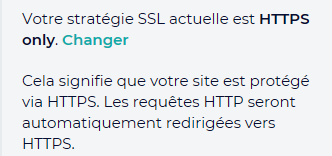 Votre stratégie SSL actuelle est HTTPS
only. Changer
Cela signifie que votre site est protégé
via HTTPS. Les requêtes HTTP seront
automatiquement redirigées vers
HTTPS.